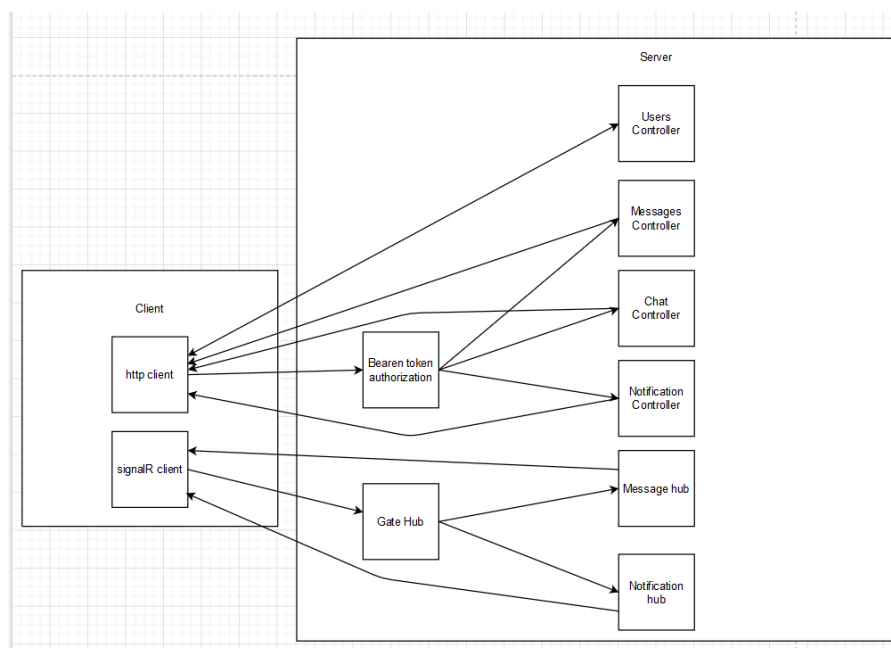 Server
Users
Controller
Messages
Controller
Client
Chat
Controller
http client
Bearen token
authorization
Notification
Controller
signalR client
Message hub
Gate Hub
Notification
hub